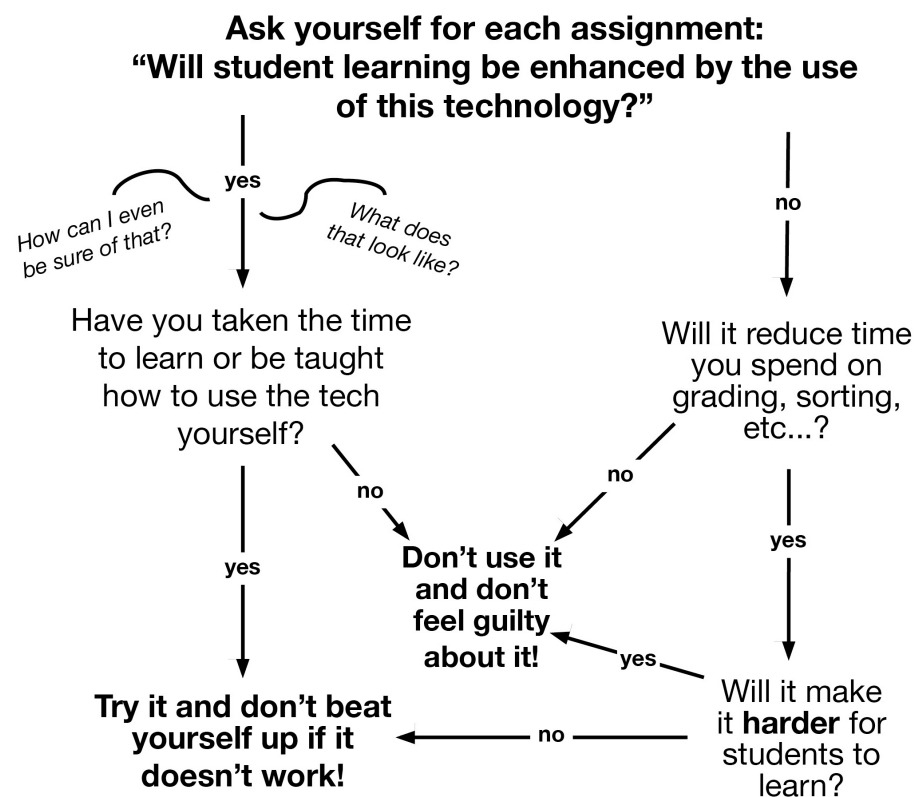 Ask yourself for each assignment:
“Will student learning be enhanced by the use
of this technology?”
yes
no
How can I even
be sure of that?
What does
that look like?
Have you taken the time
to learn or be taught
how to use the tech
yourself?
Will it reduce time
you spend on
grading, sorting,
etc...?
no
no
yes
yes
Don’t use it
and don’t
feel guilty
about it!
yes
Try it and don’t beat
yourself up if it
doesn’t work!
no
Will it make
it harder for
students to
learn?